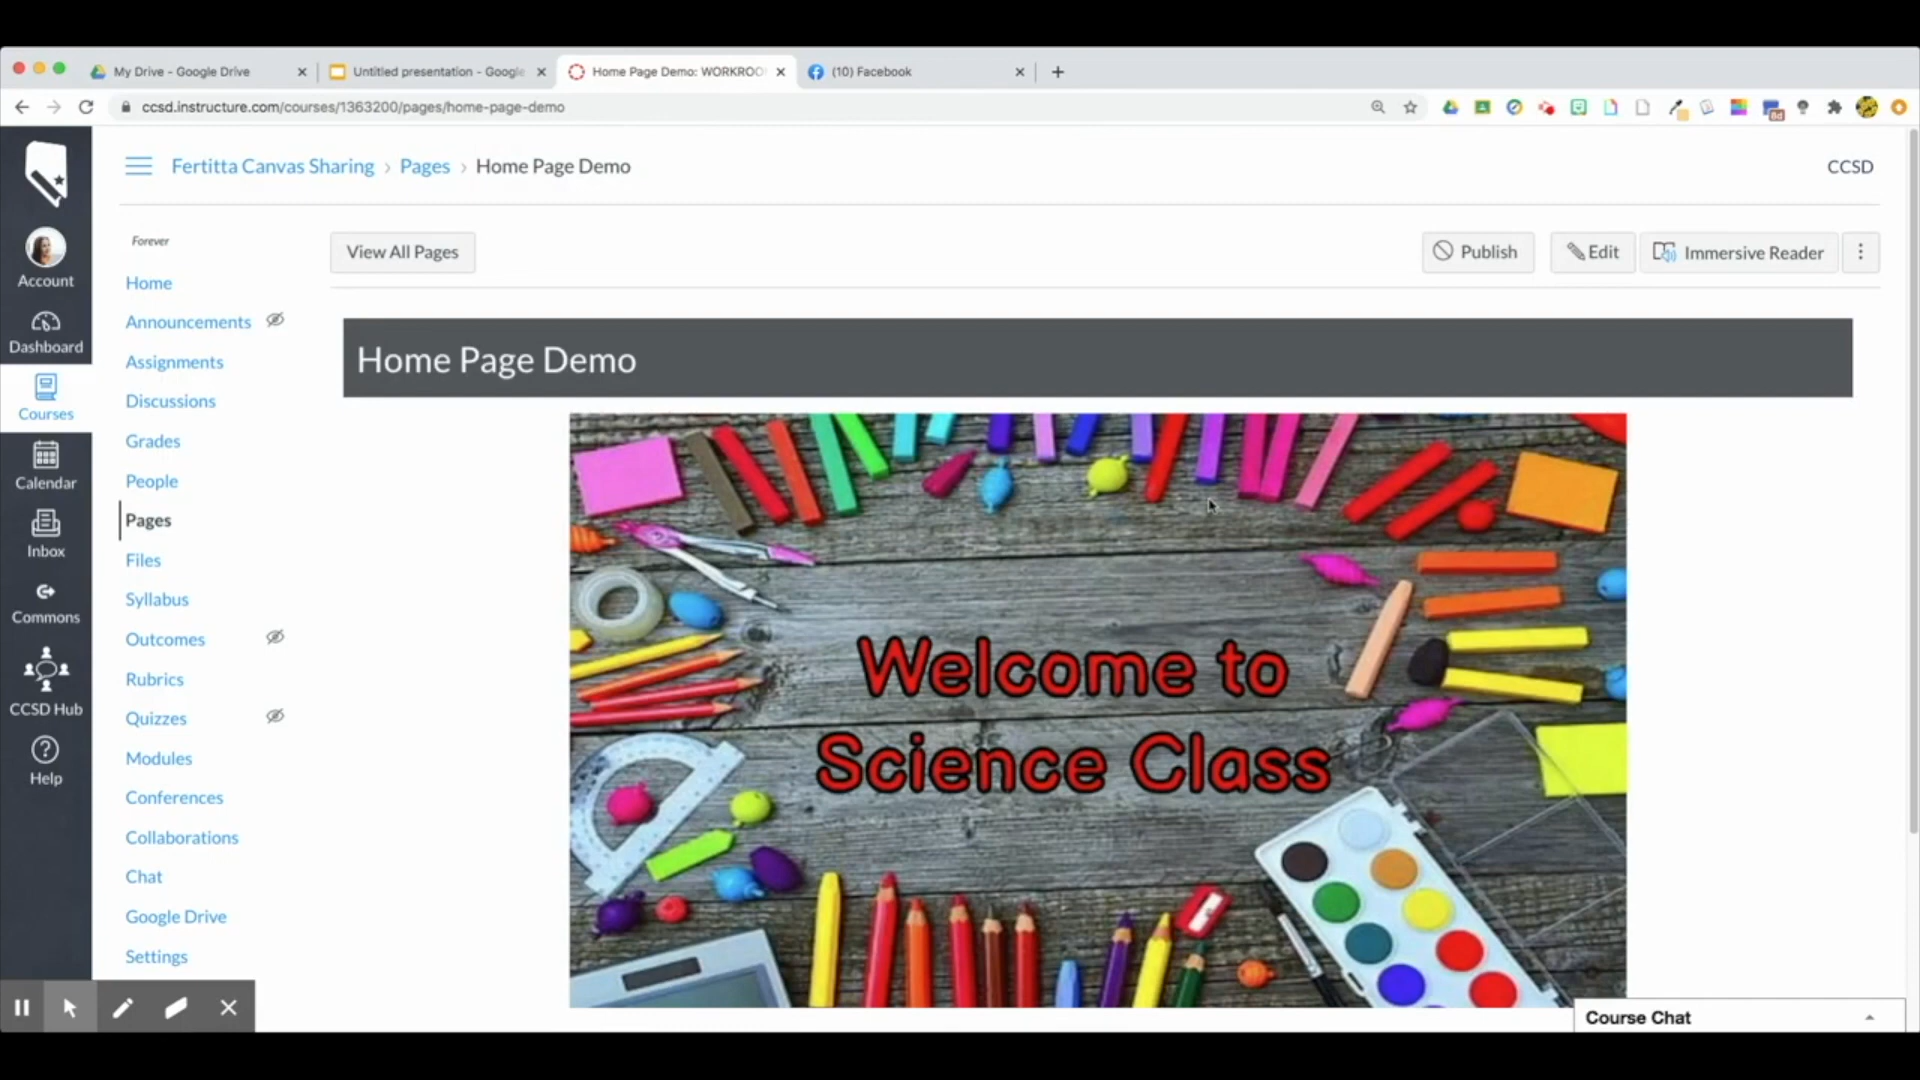 My Drive - Google Drive
Untitled presentation - Google
Home Page Demo: WORKROO
(10) Facebook
ccsd.instructure.com/courses/1363200/pages/home-page-demo
8d
Fertitta Canvas Sharing › Pages › Home Page Demo
CCSD
Account
Dashboard
Courses
Calendar
Inbox
Commons
CCSD Hub
Help
Forever
Home
Announcements
Assignments
Discussions
Grades
People
Pages
Files
Syllabus
Outcomes
Rubrics
Quizzes
Modules
Conferences
Collaborations
Chat
Google Drive
Settings
View All Pages
Publish
Edit
Immersive Reader
Home Page Demo
Welcome to
Science Class
Course Chat